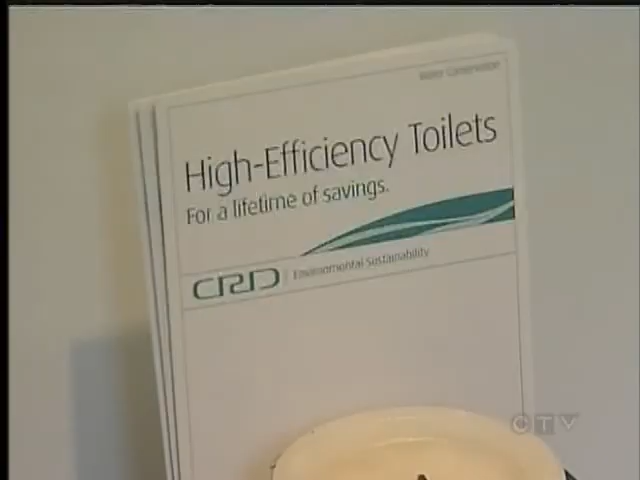 Water Conservation
High-Efficiency Toilets
For a lifetime of savings.
CRD Environmental Sustainability
CTV